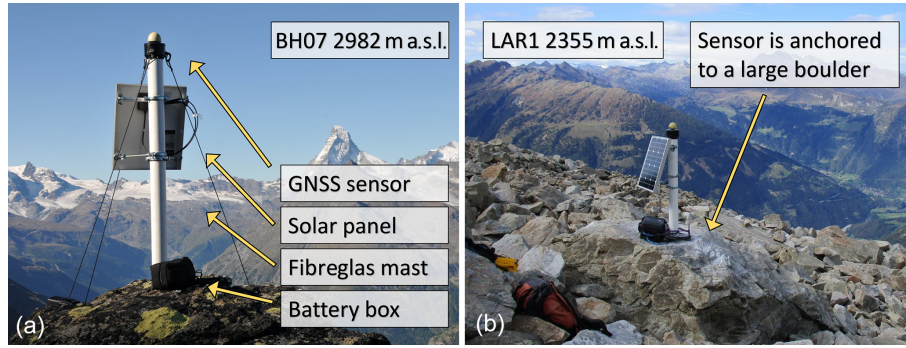 BH07 2982 m a.s.l.
GNSS sensor
Solar panel
Fibreglas mast
Battery box
(a)
LAR1 2355 m a.s.l.
Sensor is anchored
to a large boulder
(b)